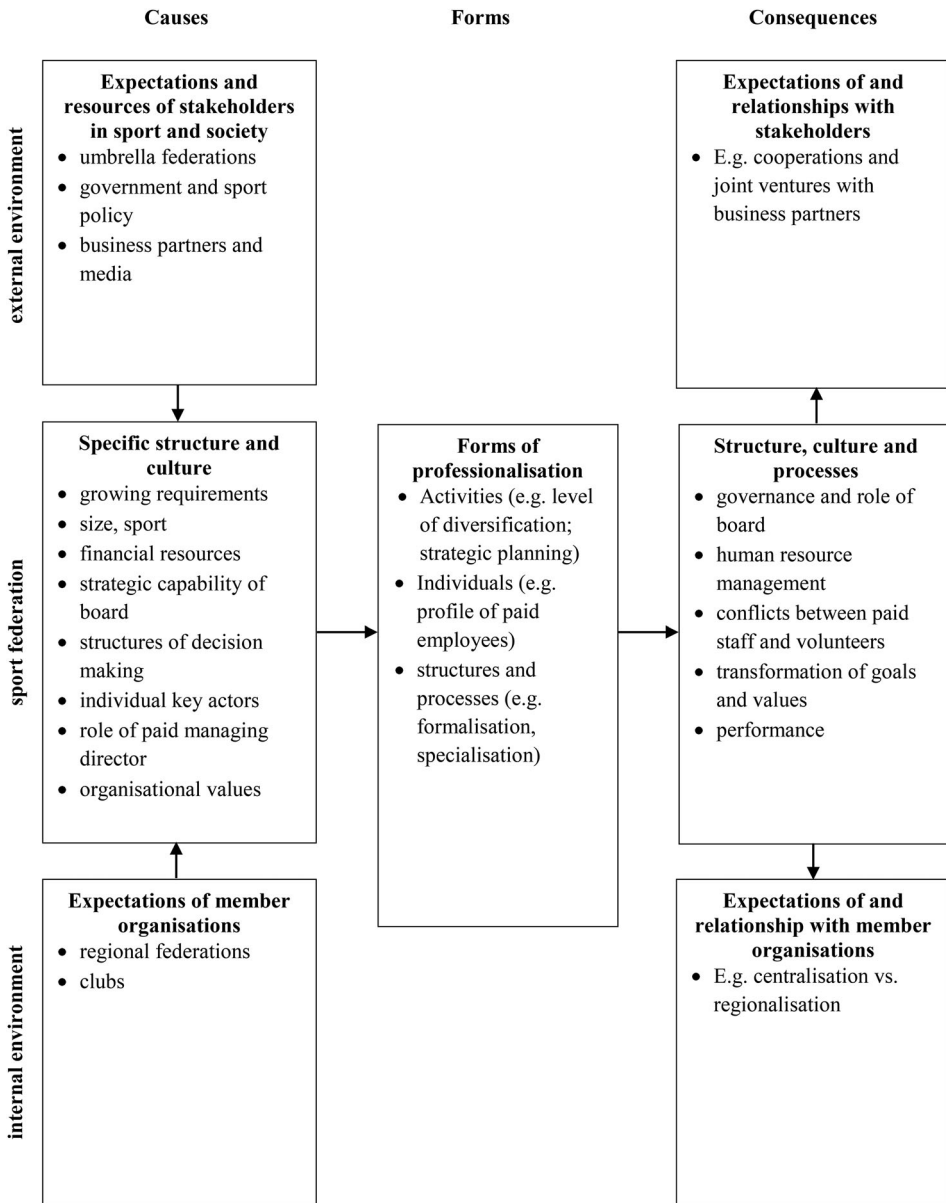 Causes
Forms
Consequences
external environment
Expectations and
resources of stakeholders
in sport and society
• umbrella federations
• government and sport
policy
• business partners and
media
Expectations of and
relationships with
stakeholders
• E.g. cooperations and
joint ventures with
business partners
sport federation
Specific structure and
culture
• growing requirements
• size, sport
• financial resources
• strategic capability of
board
• structures of decision
making
• individual key actors
• role of paid managing
director
• organisational values
Forms of
professionalisation
• Activities (e.g. level
of diversification;
strategic planning)
• Individuals (e.g.
profile of paid
employees)
• structures and
processes (e.g.
formalisation,
specialisation)
Structure, culture and
processes
• governance and role of
board
• human resource
management
• conflicts between paid
staff and volunteers
• transformation of goals
and values
• performance
internal environment
Expectations of member
organisations
• regional federations
• clubs
Expectations of and
relationship with member
organisations
• E.g. centralisation vs.
regionalisation